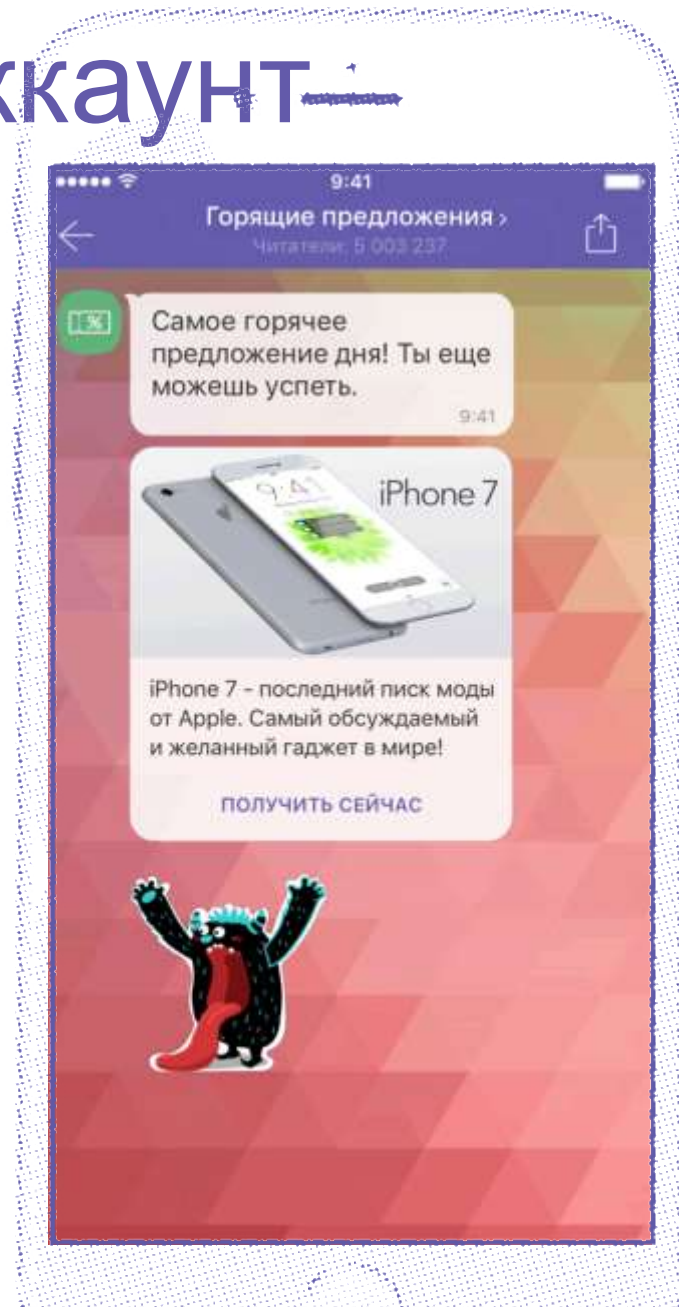 ккаунт
9:41
Горящие предложения ›
Читатели: 5 003 237
%
Самое горячее
предложение дня! Ты еще
можешь успеть.
9:41
9:41
iPhone 7
iPhone 7 - последний писк моды
от Apple. Самый обсуждаемый
и желанный гаджет в мире!
ПОЛУЧИТЬ СЕЙЧАС